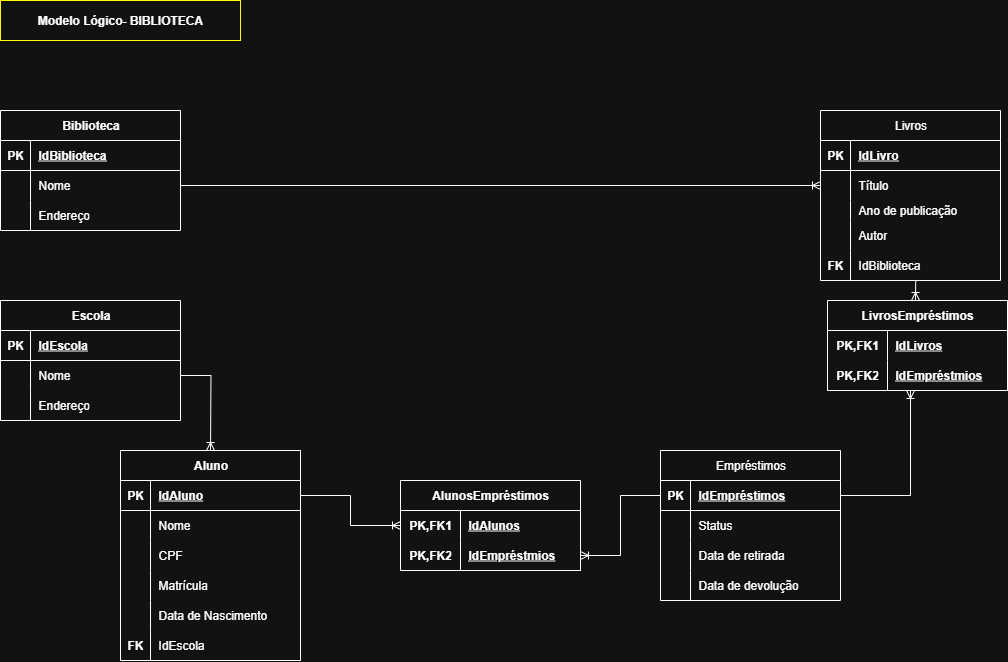 Modelo Lógico- BIBLIOTECA
Biblioteca
PK IdBiblioteca
Nome
Endereço
Livros
PK IdLivro
Título
Ano de publicação
Autor
FK IdBiblioteca
Escola
PK IdEscola
Nome
Endereço
LivrosEmpréstimos
PK,FK1 IdLivros
PK,FK2 IdEmpréstmios
Aluno
PK IdAluno
Nome
CPF
Matrícula
Data de Nascimento
FK IdEscola
AlunosEmpréstimos
PK,FK1 IdAlunos
PK,FK2 IdEmpréstmios
Empréstimos
PK IdEmpréstimos
Status
Data de retirada
Data de devolução